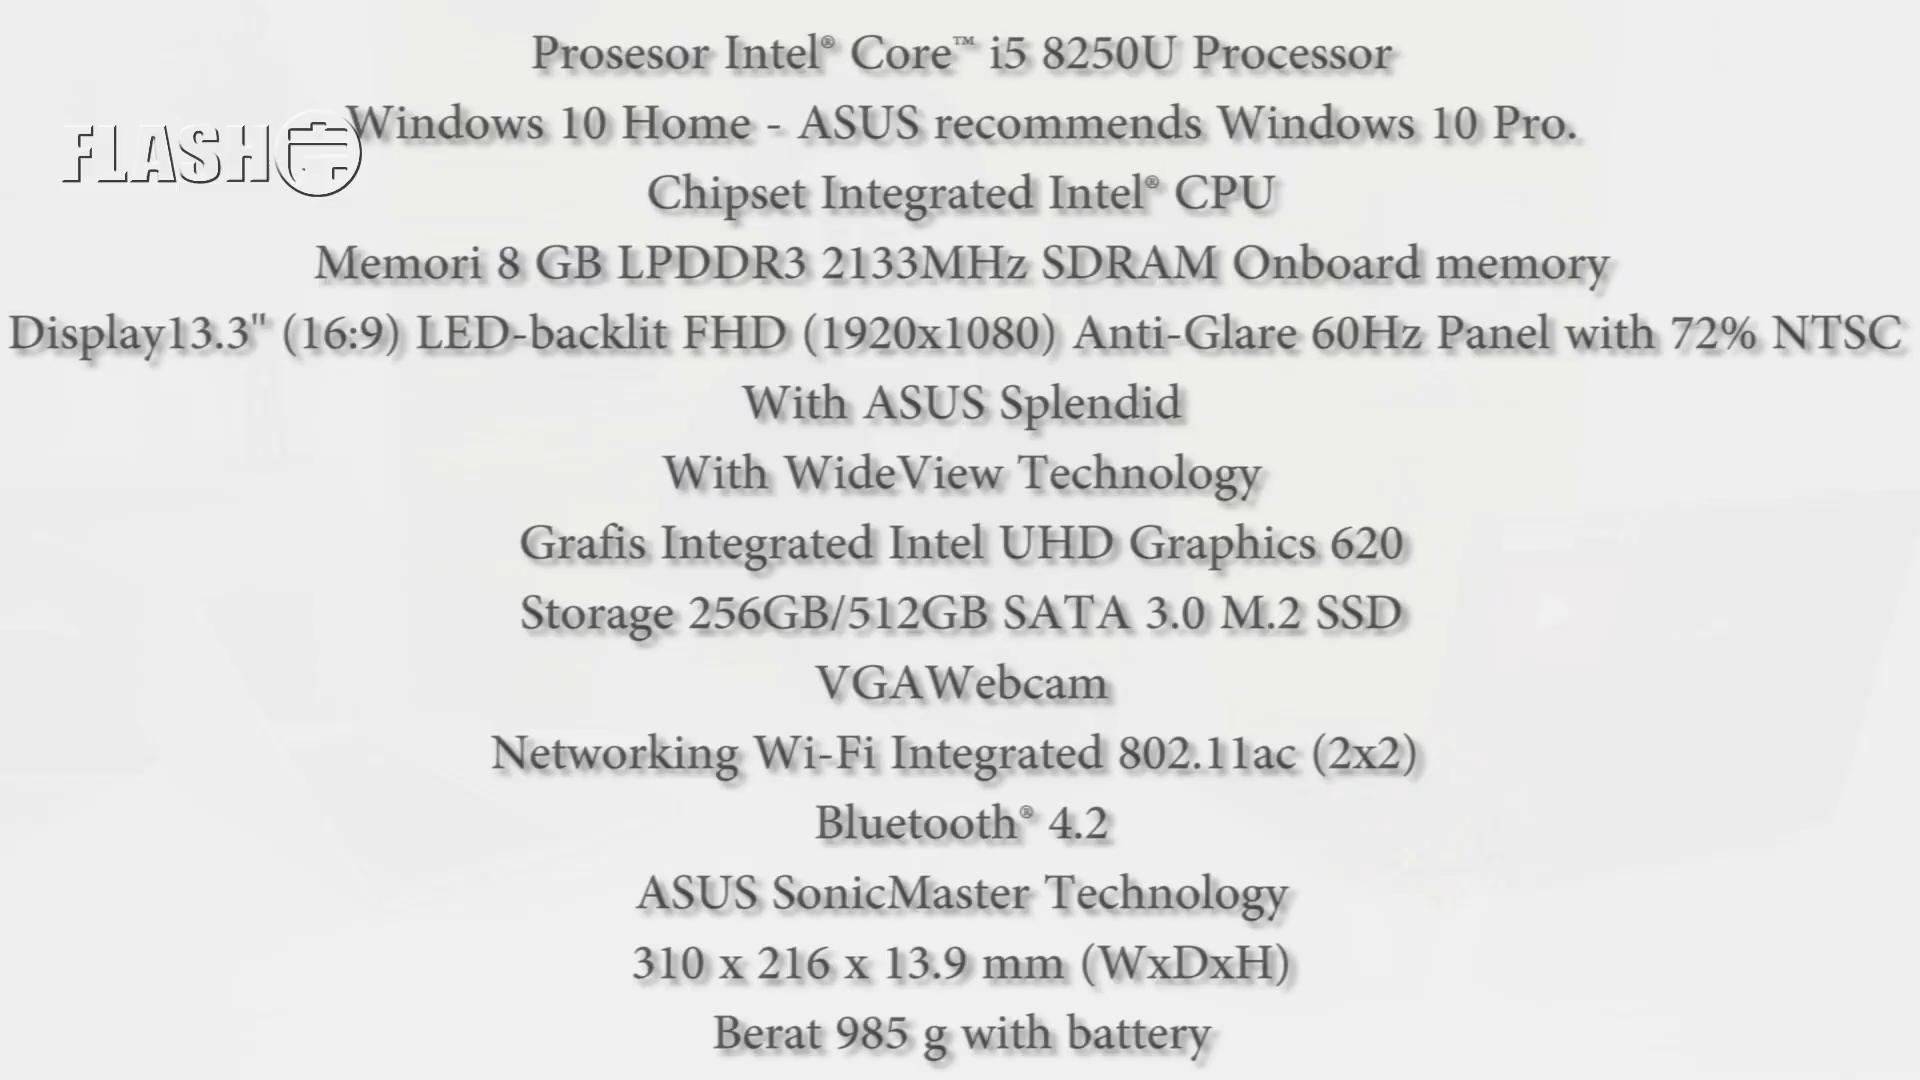 Prosesor Intel® Core™ i5 8250U Processor
Windows 10 Home - ASUS recommends Windows 10 Pro.
FLASH
Chipset Integrated Intel® CPU
Memori 8 GB LPDDR3 2133MHz SDRAM Onboard memory
Display13.3" (16:9) LED-backlit FHD (1920x1080) Anti-Glare 60Hz Panel with 72% NTSC
With ASUS Splendid
With WideView Technology
Grafis Integrated Intel UHD Graphics 620
Storage 256GB/512GB SATA 3.0 M.2 SSD
VGAWebcam
Networking Wi-Fi Integrated 802.11ac (2x2)
Bluetooth® 4.2
ASUS SonicMaster Technology
310 x 216 x 13.9 mm (WxDxH)
Berat 985 g with battery